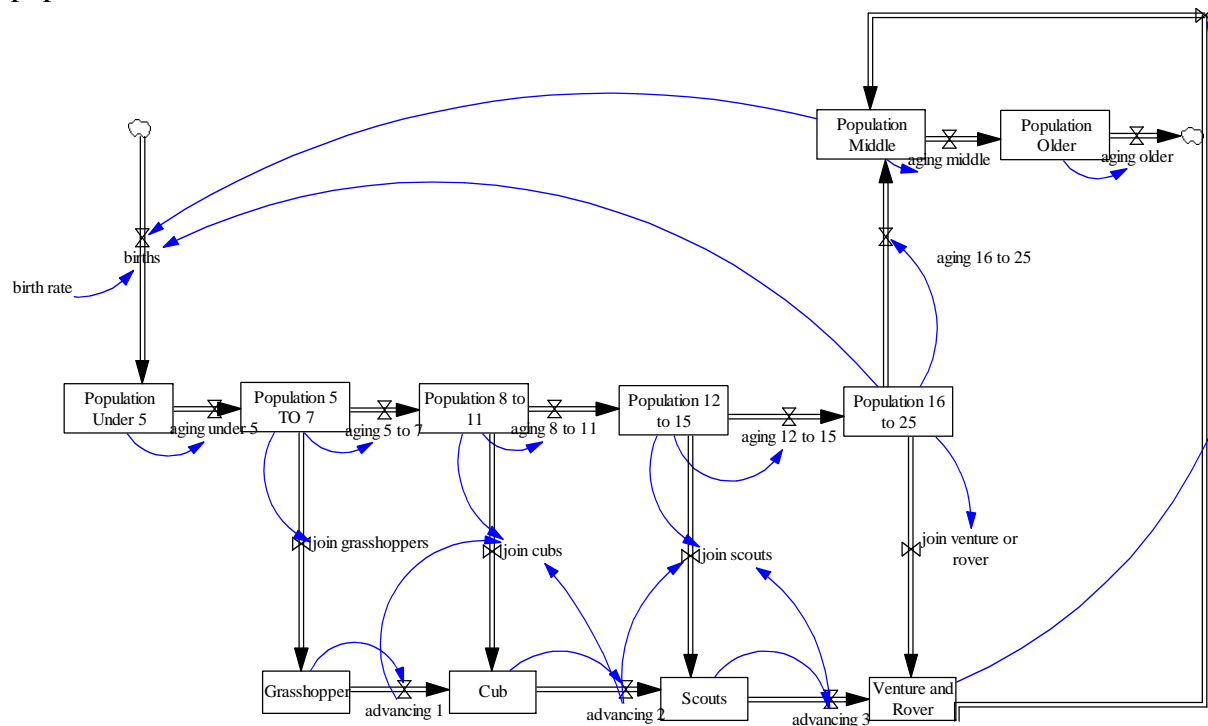 Population
Middle
Population
Older
aging middle
aging older
births
aging 16 to 25
birth rate
Population
Under 5
Population 5
TO 7
Population 8 to
11
Population 12
to 15
Population 16
to 25
aging under 5
aging 5 to 7
aging 8 to 11
aging 12 to 15
join grasshoppers
join cubs
join scouts
join venture or
rover
Grasshopper
Cub
Scouts
Venture and
Rover
advancing 1
advancing 2
advancing 3